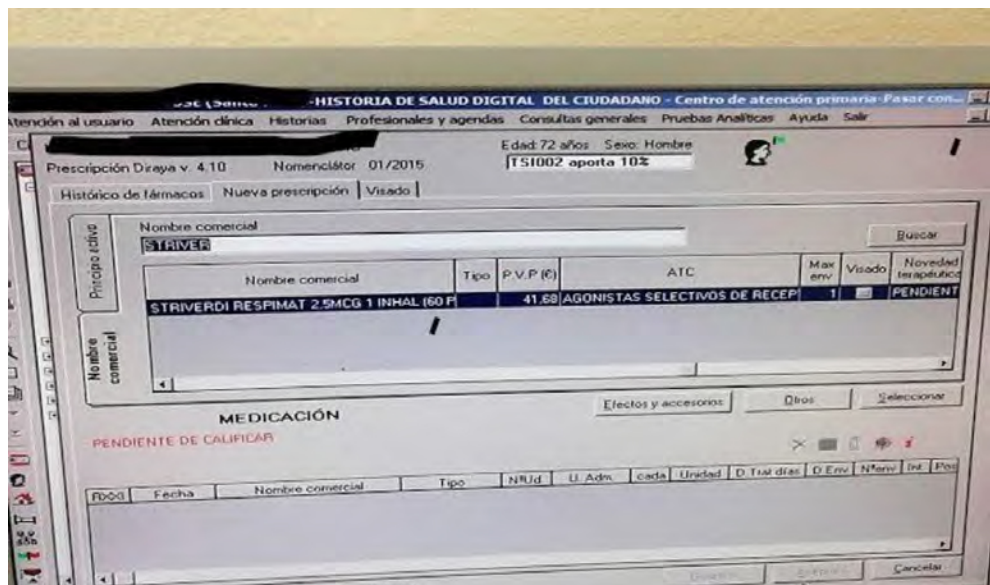 -HISTORIA DE SALUD DIGITAL DEL CIUDADANO - Centro de atención primaria-Pasar con...
Atención al usuario Atención clínica Historias Profesionales y agendas Consultas generales Pruebas Analíticas Ayuda Salir
Edad: 72 años Sexo: Hombre
Prescripción Diraya v. 4.10 Nomenclátor 01/2015 TSI002 aporta 10%
Histórico de fármacos Nueva prescripción Visado
Principio activo
Nombre comercial
STRIVER
Buscar
Nombre comercial Tipo P.V.P (€) ATC Max env Visado Novedad terapéutica
STRIVERDI RESPIMAT 2.5MCG 1 INHAL (60 P 41,68 AGONISTAS SELECTIVOS DE RECEP 1 PENDIENT
Nombre comercial
Efectos y accesorios Otros Seleccionar
MEDICACIÓN
PENDIENTE DE CALIFICAR
Fecha Nombre comercial Tipo NºUd U. Adm. cada Unidad D.Trat días D.Env Nºenv Int. Pos
Cancelar